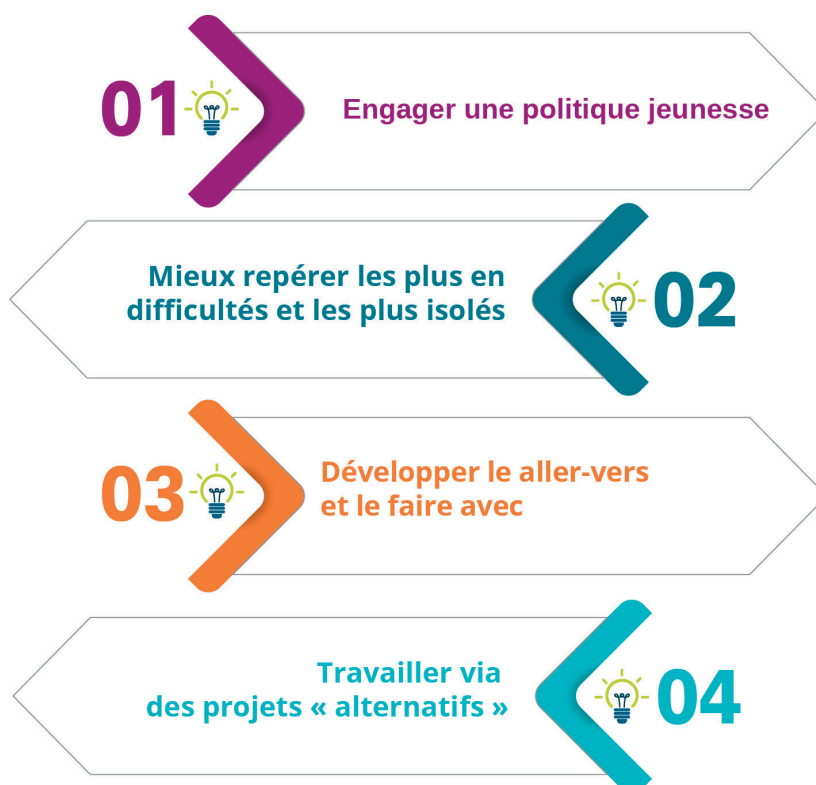 01
Engager une politique jeunesse
Mieux repérer les plus en
difficultés et les plus isolés
02
03
Développer le aller-vers
et le faire avec
Travailler via
des projets « alternatifs »
04